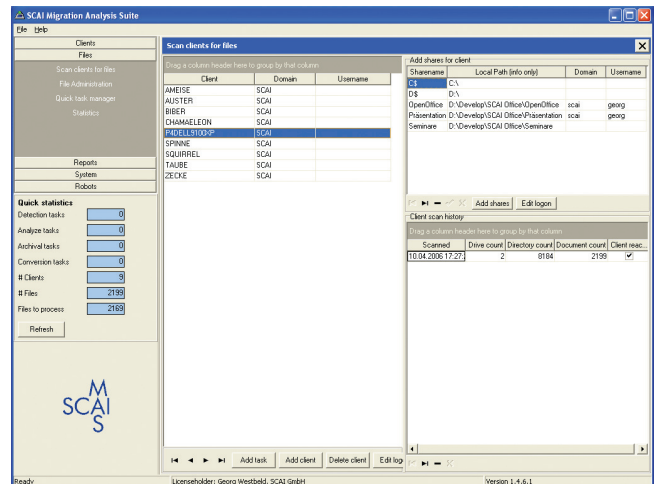 SCAI Migration Analysis Suite
File Help
Clients
Files
Scan clients for files
File Administration
Quick task manager
Statistics
Reports
System
Robots
Quick statistics
Detection tasks 0
Analyze tasks 0
Archival tasks 0
Conversion tasks 0
# Clients 9
# Files 2199
Files to process 2169
Refresh
SCAI
MAS
Scan clients for files
Drag a column header here to group by that column
Client Domain Username
AMEISE SCAI
AUSTER SCAI
BIBER SCAI
CHAMAELEON SCAI
P4DELL9100XP SCAI
SPINNE SCAI
SQUIRREL SCAI
TAUBE SCAI
ZECKE SCAI
Add task Add client Delete client Edit log
Add shares for client
Sharename Local Path (info only) Domain Username
C$ C:\
D$ D:\
OpenOffice D:\Develop\SCAI Office\OpenOffice scai georg
Präsentation D:\Develop\SCAI Office\Präsentation scai georg
Seminare D:\Develop\SCAI Office\Seminare
Add shares Edit logon
Client scan history
Drag a column header here to group by that column
Scanned Drive count Directory count Document count Client reac...
10.04.2006 17:27: 2 8184 2199
Ready Licenseholder: Georg Westbeld, SCAI GmbH Version 1.4.6.1